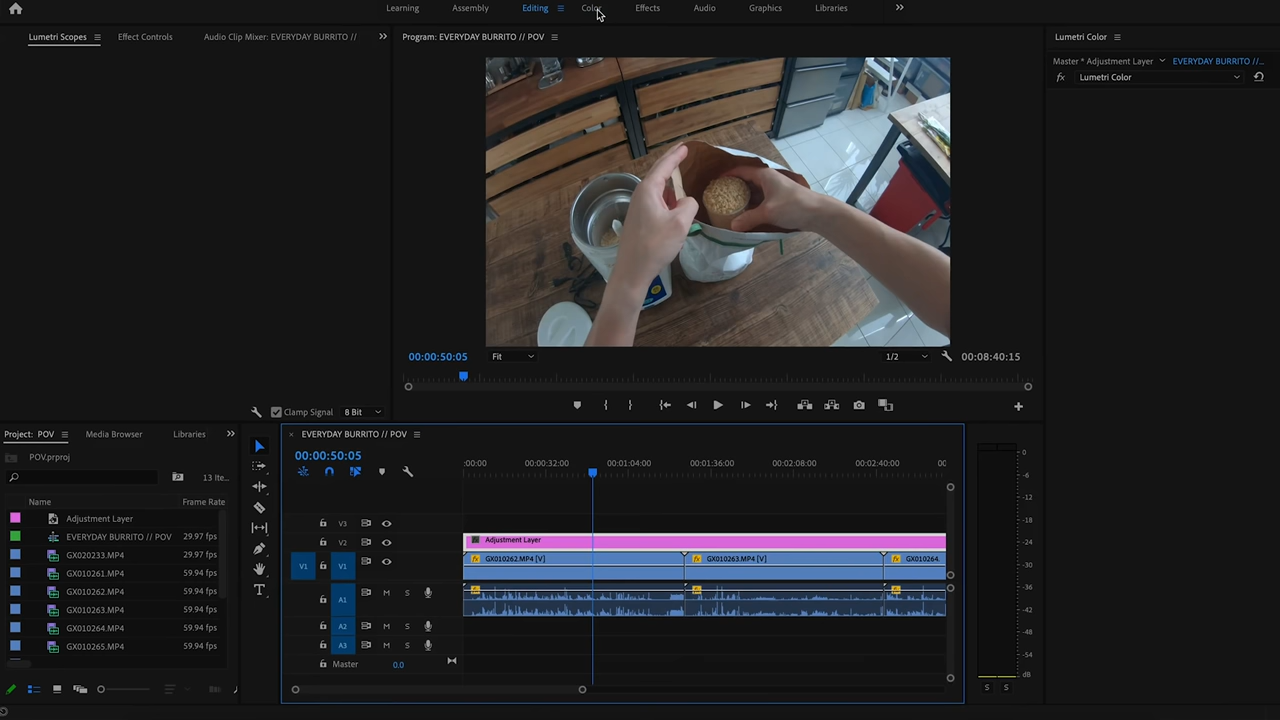 Learning Assembly Editing Color Effects Audio Graphics Libraries
Lumetri Scopes Effect Controls Audio Clip Mixer: EVERYDAY BURRITO //
Program: EVERYDAY BURRITO // POV
Lumetri Color
Master * Adjustment Layer EVERYDAY BURRITO //...
fx Lumetri Color
00:00:50:05 Fit 1/2 00:08:40:15
Clamp Signal 8 Bit
Project: POV Media Browser Libraries
POV.prproj
13 Ite...
Name Frame Rate
Adjustment Layer
EVERYDAY BURRITO // POV 29.97 fps
GX020233.MP4 29.97 fps
GX010261.MP4 59.94 fps
GX010262.MP4 59.94 fps
GX010263.MP4 59.94 fps
GX010264.MP4 59.94 fps
GX010265.MP4 59.94 fps
EVERYDAY BURRITO // POV
00:00:50:05
:00:00 00:00:32:00 00:01:04:00 00:01:36:00 00:02:08:00 00:02:40:00 00
V3
V2 Adjustment Layer
V1 V1 GX010262.MP4 [V] GX010263.MP4 [V] GX010264.
A1 M S
A2 M S
A3 M S
Master 0.0
0
-6
-12
-18
-24
-30
-36
-42
-48
-54
dB
S S